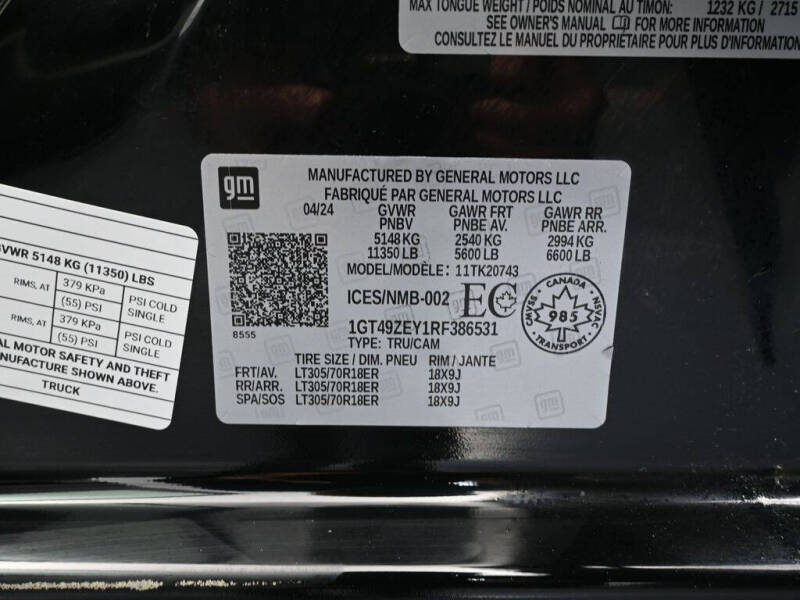 MAX TONGUE WEIGHT / POIDS NOMINAL AU TIMON: 1232 KG / 2715
SEE OWNER'S MANUAL FOR MORE INFORMATION
CONSULTEZ LE MANUEL DU PROPRIÉTAIRE POUR PLUS D'INFORMATION
GVWR 5148 KG (11350) LBS
RIMS, AT 379 KPa (55) PSI PSI COLD SINGLE
RIMS, AT 379 KPa (55) PSI PSI COLD SINGLE
MOTOR SAFETY AND THEFT
MANUFACTURE SHOWN ABOVE.
TRUCK
gm
MANUFACTURED BY GENERAL MOTORS LLC
FABRIQUÉ PAR GENERAL MOTORS LLC
04/24 GVWR GAWR FRT GAWR RR
PNBV PNBE AV. PNBE ARR.
5148 KG 2540 KG 2994 KG
11350 LB 5600 LB 6600 LB
MODEL/MODÈLE: 11TK20743
ICES/NMB-002 EC
CANADA
CMVSS NSVAC
985
TRANSPORT
8555
1GT49ZEY1RF386531
TYPE: TRU/CAM
TIRE SIZE / DIM. PNEU RIM / JANTE
FRT/AV. LT305/70R18ER 18X9J
RR/ARR. LT305/70R18ER 18X9J
SPA/SOS LT305/70R18ER 18X9J